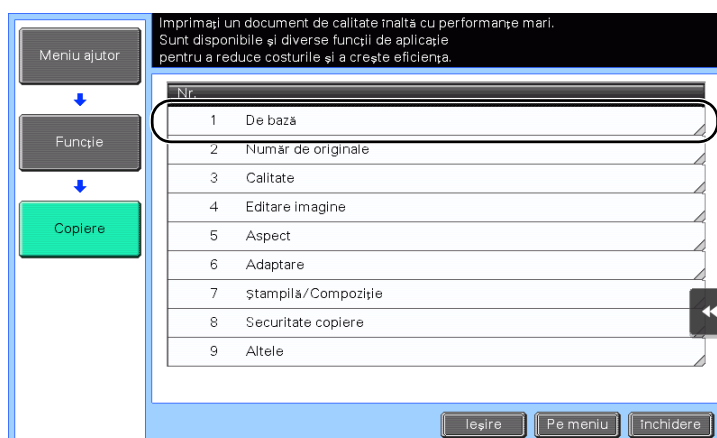 Imprimați un document de calitate înaltă cu performanțe mari.
Sunt disponibile și diverse funcții de aplicație
pentru a reduce costurile și a crește eficiența.
Meniu ajutor
Funcție
Copiere
Nr.
1 De bază
2 Număr de originale
3 Calitate
4 Editare imagine
5 Aspect
6 Adaptare
7 Ștampilă/Compoziție
8 Securitate copiere
9 Altele
Ieșire Pe meniu Închidere